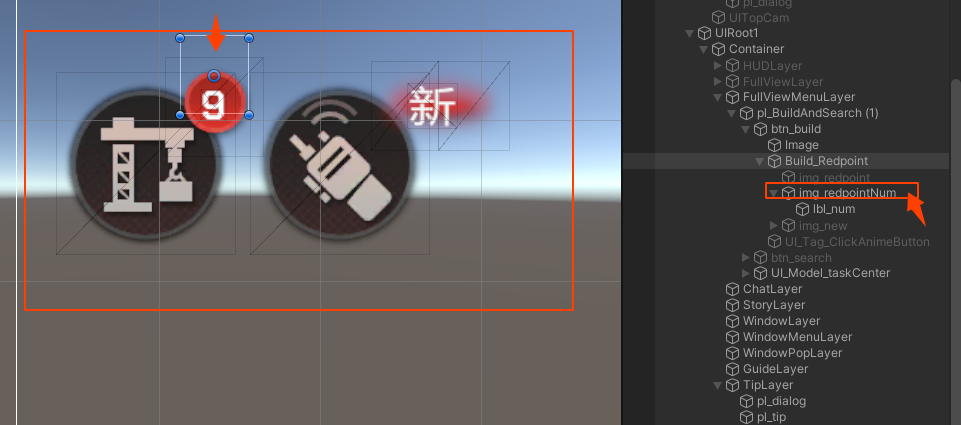 9
新
pl_dialog
UITopCam
UIRoot1
Container
HUDLayer
FullViewLayer
FullViewMenuLayer
pl_BuildAndSearch (1)
btn_build
Image
Build_Redpoint
img_redpoint
img_redpointNum
lbl_num
img_new
UI_Tag_ClickAnimeButton
btn_search
UI_Model_taskCenter
ChatLayer
StoryLayer
WindowLayer
WindowMenuLayer
WindowPopLayer
GuideLayer
TipLayer
pl_dialog
pl_tip